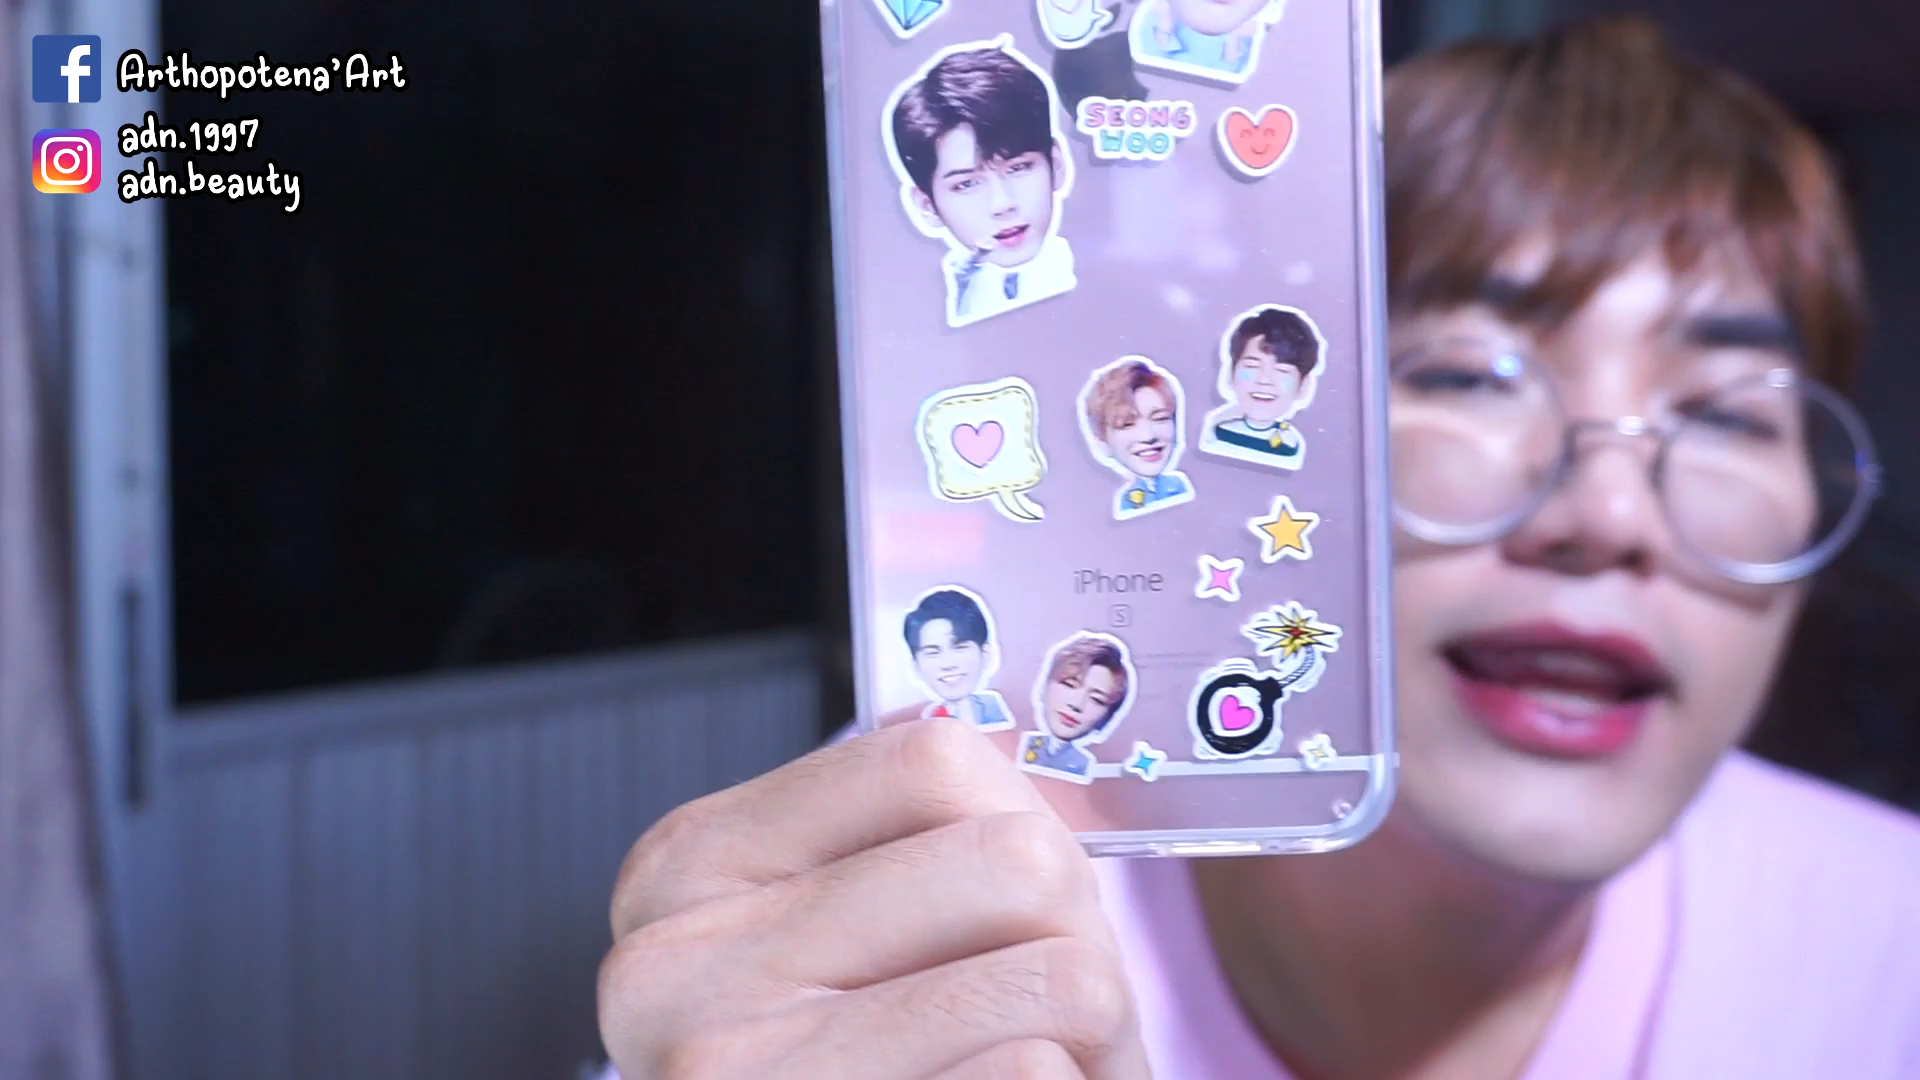 Arthopotena'Art
adn.1997
adn.beauty
SEONG
WOO
iPhone
S